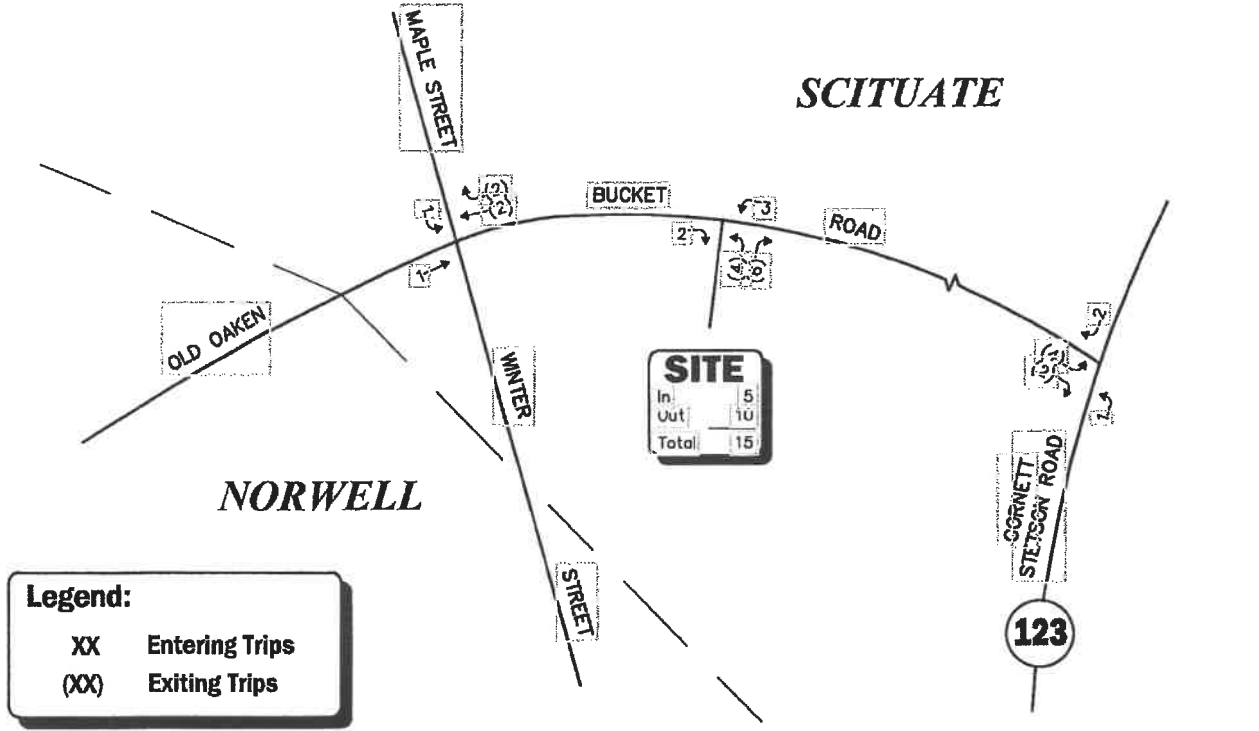 MAPLE STREET
SCITUATE
(2)
(2)
1
BUCKET
3
ROAD
2
(4)
(6)
1
2
OLD OAKEN
WINTER
SITE
In 5
Out 10
Total 15
1
CORNETT
STETSON ROAD
NORWELL
STREET
123
Legend:
XX Entering Trips
(XX) Exiting Trips